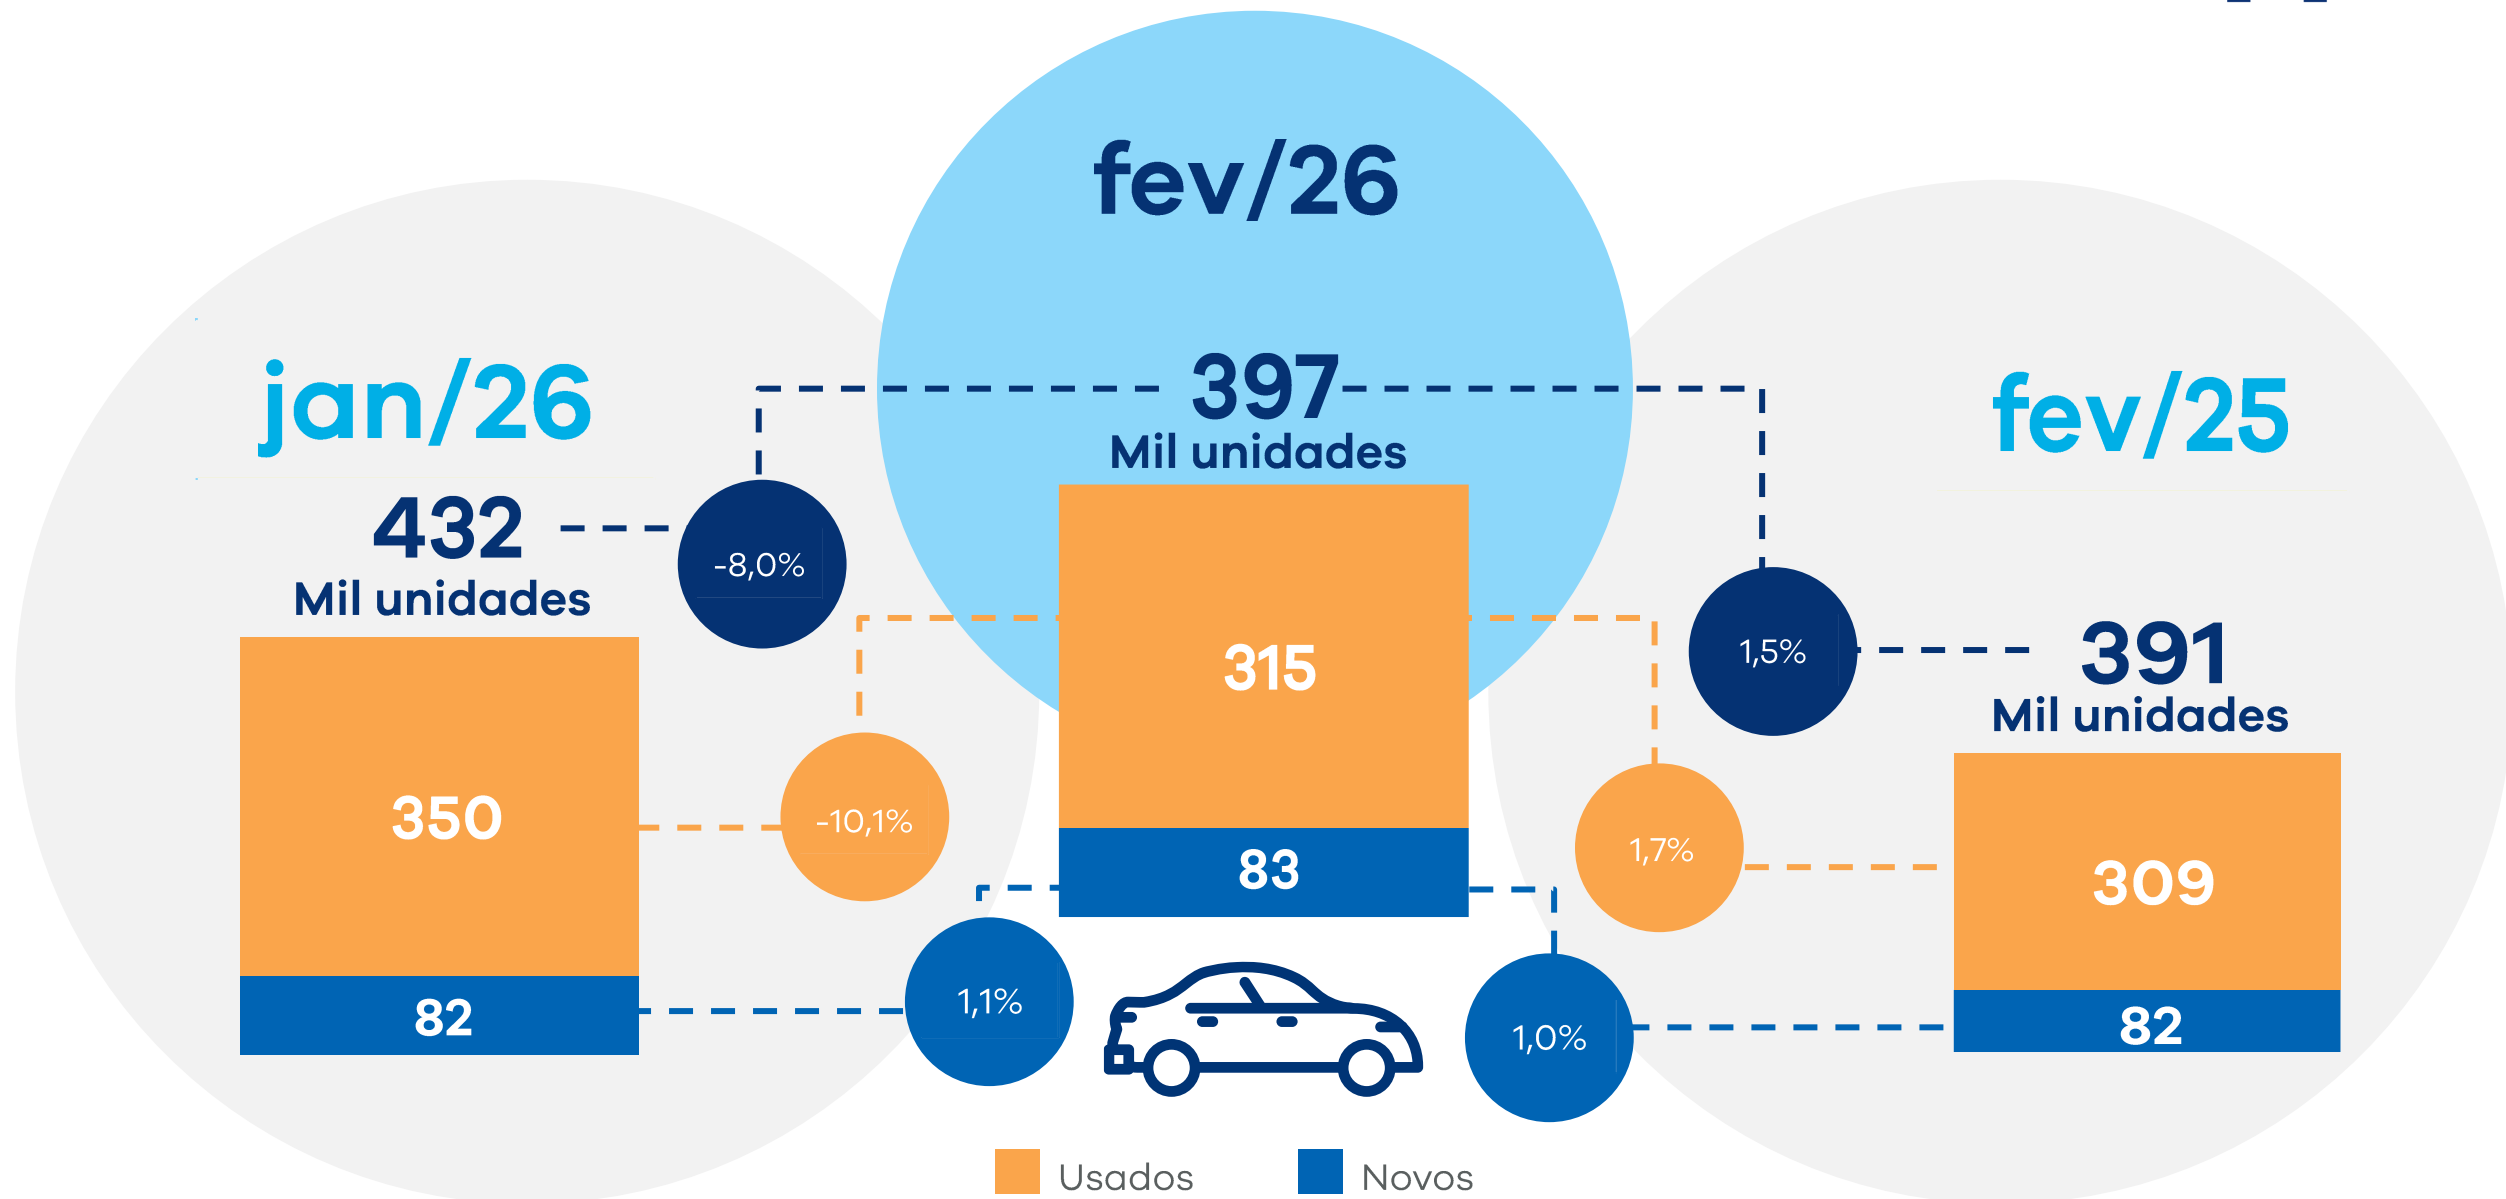 fev/26
397
Mil unidades
jan/26
432
Mil unidades
fev/25
391
Mil unidades
-8,0%
1,5%
315
350
-10,1%
1,7%
309
83
82
1,1%
1,0%
82
Usados
Novos